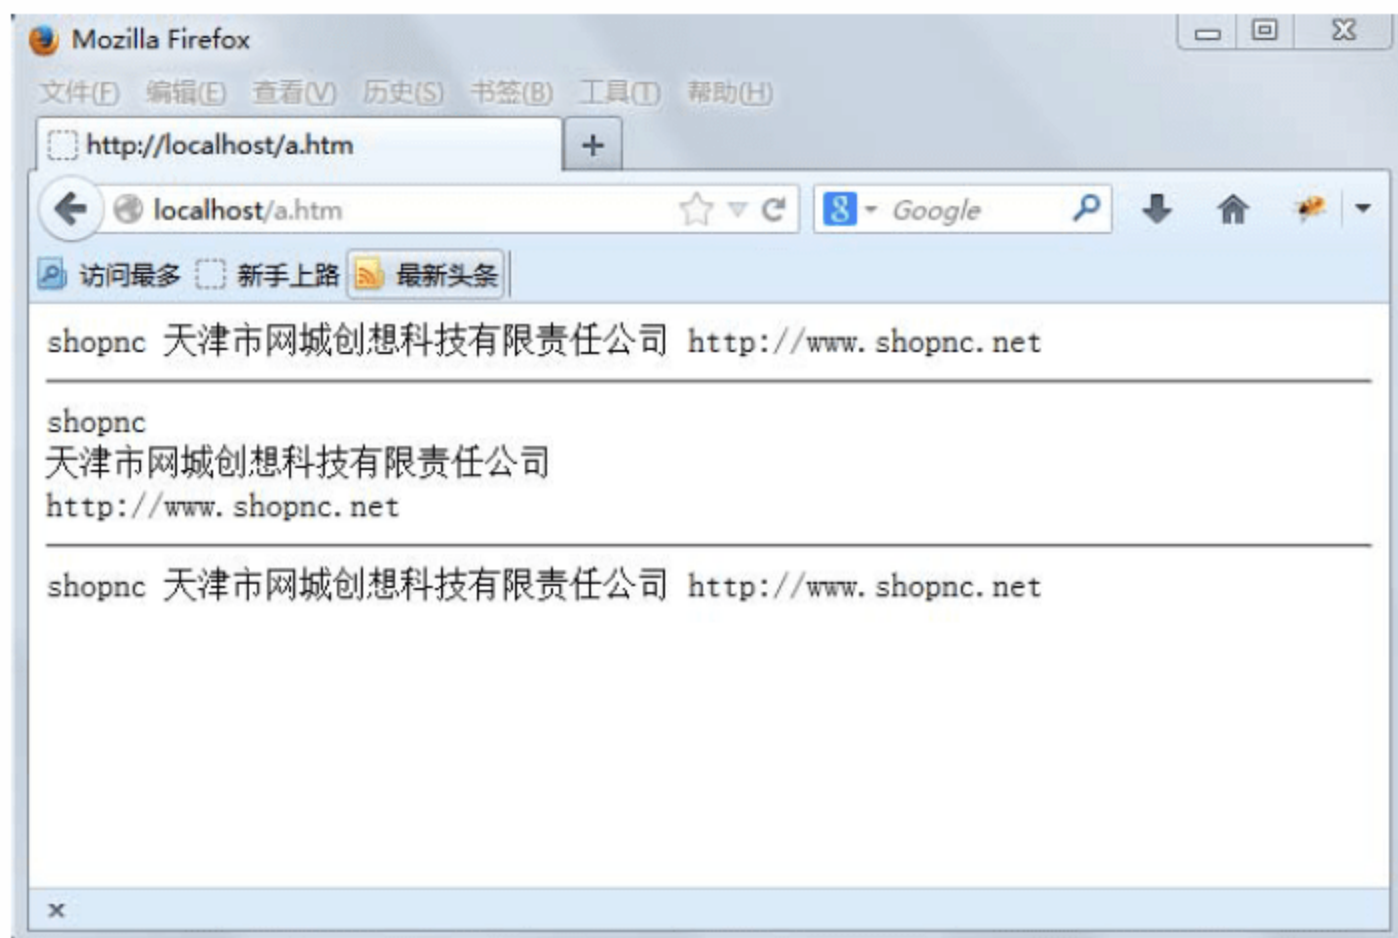 Mozilla Firefox
文件(F) 编辑(E) 查看(V) 历史(S) 书签(B) 工具(T) 帮助(H)
http://localhost/a.htm +
localhost/a.htm 8 Google
访问最多 新手上路 最新头条
shopnc 天津市网城创想科技有限责任公司 http://www.shopnc.net
shopnc
天津市网城创想科技有限责任公司
http://www.shopnc.net
shopnc 天津市网城创想科技有限责任公司 http://www.shopnc.net